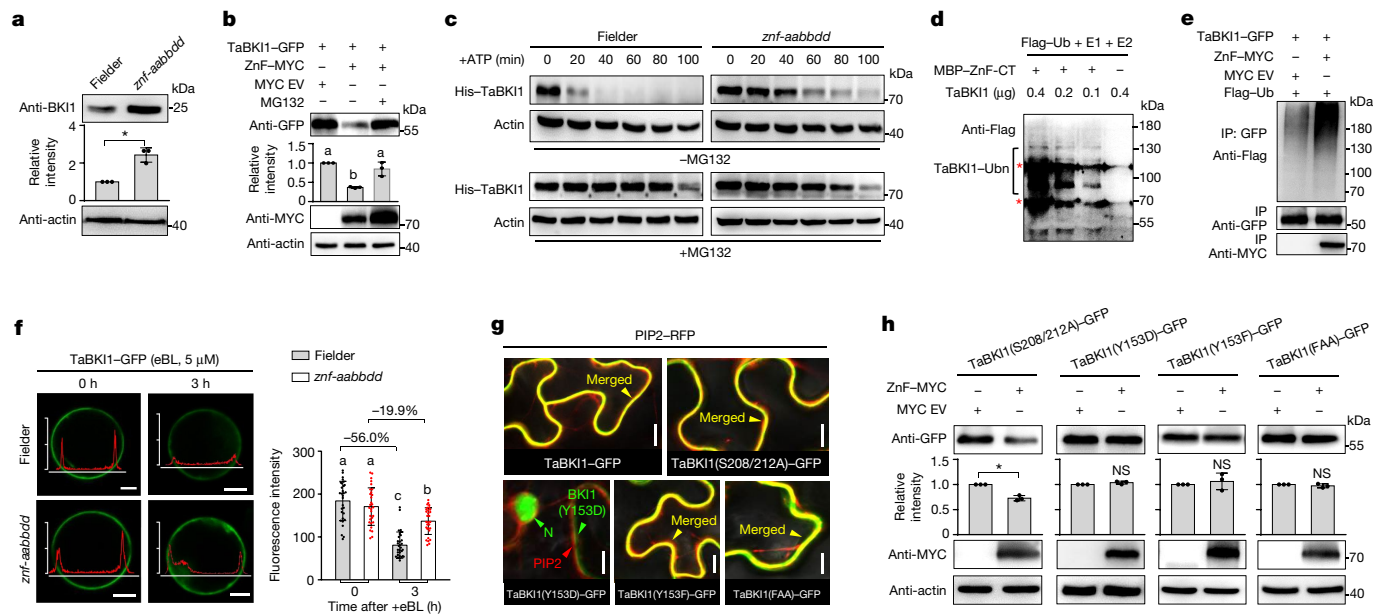 a
Fielder
znf-aabbdd
kDa
Anti-BKI1
25
4
*
2
0
Relative
intensity
Anti-actin
40
b
TaBKI1–GFP + + +
ZnF–MYC – + +
MYC EV + – –
MG132 – – +
kDa
Anti-GFP
55
a
a
b
1.5
1.0
0.5
0
Relative
intensity
Anti-MYC
70
Anti-actin
40
c
Fielder
znf-aabbdd
+ATP (min) 0 20 40 60 80 100 0 20 40 60 80 100
kDa
His–TaBKI1
70
Actin
40
–MG132
His–TaBKI1
70
Actin
40
+MG132
d
Flag–Ub + E1 + E2
MBP–ZnF-CT + + + –
TaBKI1 (μg) 0.4 0.2 0.1 0.4
kDa
Anti-Flag
180
130
TaBKI1–Ubn
*
100
*
70
55
e
TaBKI1–GFP + +
ZnF–MYC – +
MYC EV + –
Flag–Ub + +
kDa
180
IP: GFP
130
Anti-Flag
100
70
IP
Anti-GFP
50
IP
Anti-MYC
70
f
TaBKI1–GFP (eBL, 5 μM)
0 h
3 h
Fielder
znf-aabbdd
Fielder
znf-aabbdd
–19.9%
–56.0%
300
200
100
0
a
a
c
b
Fluorescence intensity
0
3
Time after +eBL (h)
g
PIP2–RFP
Merged
Merged
TaBKI1–GFP
TaBKI1(S208/212A)–GFP
BKI1
(Y153D)
N
PIP2
Merged
Merged
TaBKI1(Y153D)–GFP
TaBKI1(Y153F)–GFP
TaBKI1(FAA)–GFP
h
TaBKI1(S208/212A)–GFP
TaBKI1(Y153D)–GFP
TaBKI1(Y153F)–GFP
TaBKI1(FAA)–GFP
ZnF–MYC – + – + – + – +
MYC EV + – + – + – + –
kDa
Anti-GFP
55
1.5
1.0
0.5
0
Relative
intensity
*
NS
NS
NS
Anti-MYC
70
Anti-actin
40